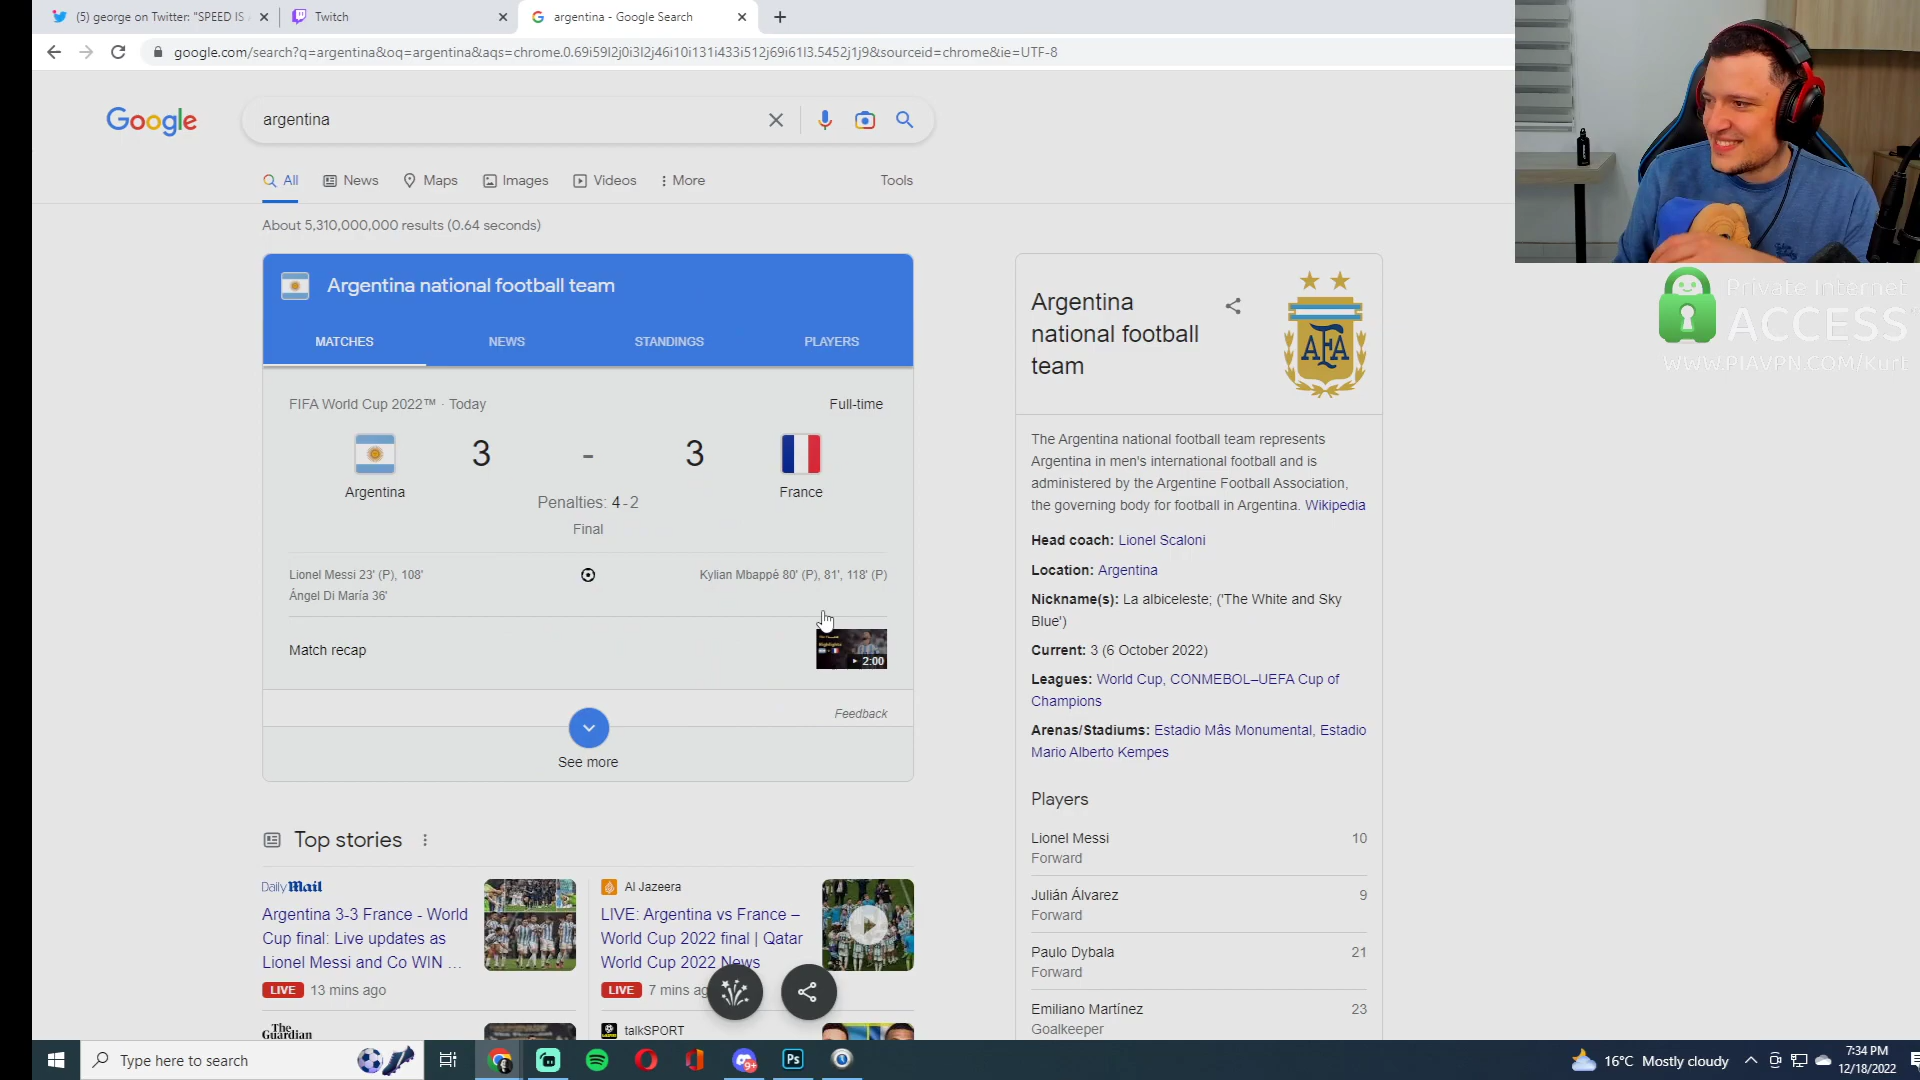 (5) george on Twitter: "SPEED IS
Twitch
argentina - Google Search
google.com/search?q=argentina&oq=argentina&aqs=chrome.0.69i59l2j0i3l2j46i10i131i433i512j69i61l3.5452j1j9&sourceid=chrome&ie=UTF-8
Google
argentina
All
News
Maps
Images
Videos
More
Tools
About 5,310,000,000 results (0.64 seconds)
Argentina national football team
MATCHES
NEWS
STANDINGS
PLAYERS
FIFA World Cup 2022™ · Today
Full-time
3 - 3
Argentina
France
Penalties: 4 - 2
Final
Lionel Messi 23' (P), 108'
Ángel Di María 36'
Kylian Mbappé 80' (P), 81', 118' (P)
Match recap
2:00
Feedback
See more
Top stories
Daily Mail
Argentina 3-3 France - World
Cup final: Live updates as
Lionel Messi and Co WIN ...
LIVE 13 mins ago
Al Jazeera
LIVE: Argentina vs France –
World Cup 2022 final | Qatar
World Cup 2022 News
LIVE 7 mins ag
The Guardian
talkSPORT
Argentina
national football
team
AFA
The Argentina national football team represents
Argentina in men's international football and is
administered by the Argentine Football Association,
the governing body for football in Argentina. Wikipedia
Head coach: Lionel Scaloni
Location: Argentina
Nickname(s): La albiceleste; ('The White and Sky
Blue')
Current: 3 (6 October 2022)
Leagues: World Cup, CONMEBOL–UEFA Cup of
Champions
Arenas/Stadiums: Estadio Mâs Monumental, Estadio
Mario Alberto Kempes
Players
Lionel Messi 10
Forward
Julián Álvarez 9
Forward
Paulo Dybala 21
Forward
Emiliano Martínez 23
Goalkeeper
Private Internet
ACCESS
WWW.PIAVPN.COM/Kurt
Type here to search
9+
Ps
16°C Mostly cloudy
7:34 PM
12/18/2022